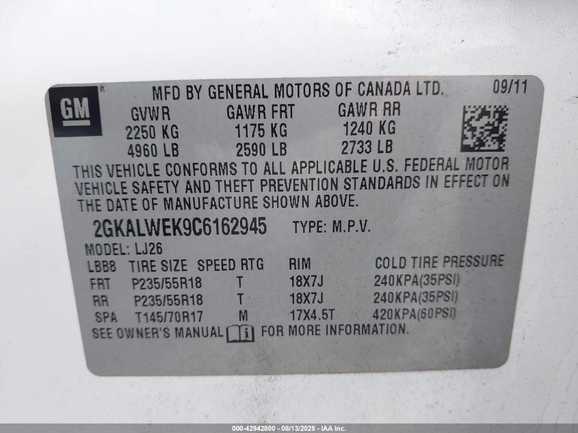 GM
MFD BY GENERAL MOTORS OF CANADA LTD. 09/11
GVWR GAWR FRT GAWR RR
2250 KG 1175 KG 1240 KG
4960 LB 2590 LB 2733 LB
THIS VEHICLE CONFORMS TO ALL APPLICABLE U.S. FEDERAL MOTOR
VEHICLE SAFETY AND THEFT PREVENTION STANDARDS IN EFFECT ON
THE DATE OF MANUFACTURE SHOWN ABOVE.
2GKALWEK9C6162945 TYPE: M.P.V.
MODEL: LJ26
LBB8 TIRE SIZE SPEED RTG RIM COLD TIRE PRESSURE
FRT P235/55R18 T 18X7J 240KPA(35PSI)
RR P235/55R18 T 18X7J 240KPA(35PSI)
SPA T145/70R17 M 17X4.5T 420KPA(60PSI)
SEE OWNER'S MANUAL FOR MORE INFORMATION.
000-42942800 | 08/13/2025 | IAA Inc.